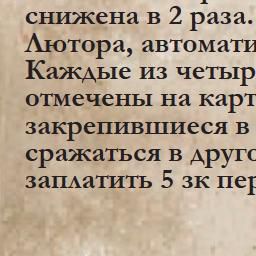 снижена в 2 раза.
Лютора, автомати
Каждые из четыр
отмечены на карт
закрепившиеся в
сражаться в друго
заплатить 5 зк пер